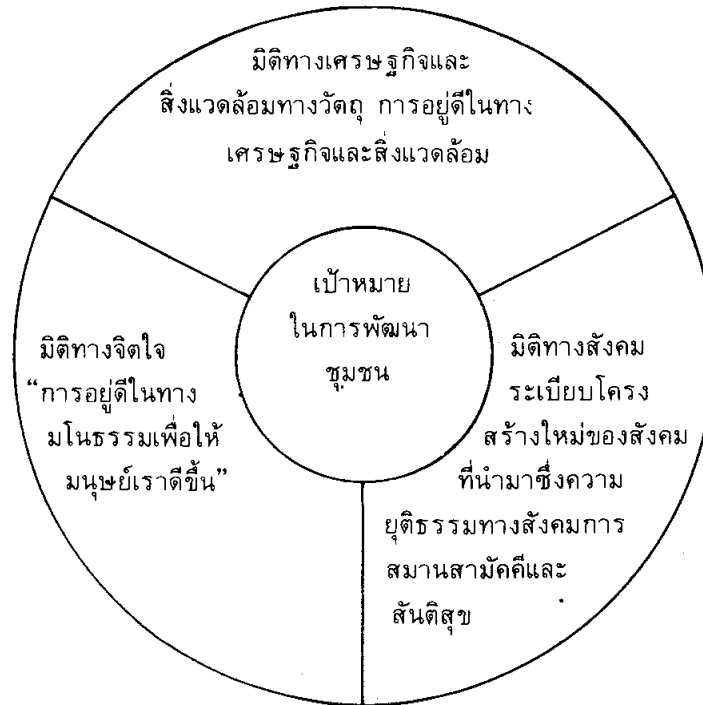 มิติทางเศรษฐกิจและ
สิ่งแวดล้อมทางวัตถุ การอยู่ดีในทาง
เศรษฐกิจและสิ่งแวดล้อม
เป้าหมาย
ในการพัฒนา
ชุมชน
มิติทางจิตใจ
“การอยู่ดีในทาง
มโนธรรมเพื่อให้
มนุษย์เราดีขึ้น”
มิติทางสังคม
ระเบียบโครง
สร้างใหม่ของสังคม
ที่นำมาซึ่งความ
ยุติธรรมทางสังคมการ
สมานสามัคคีและ
สันติสุข